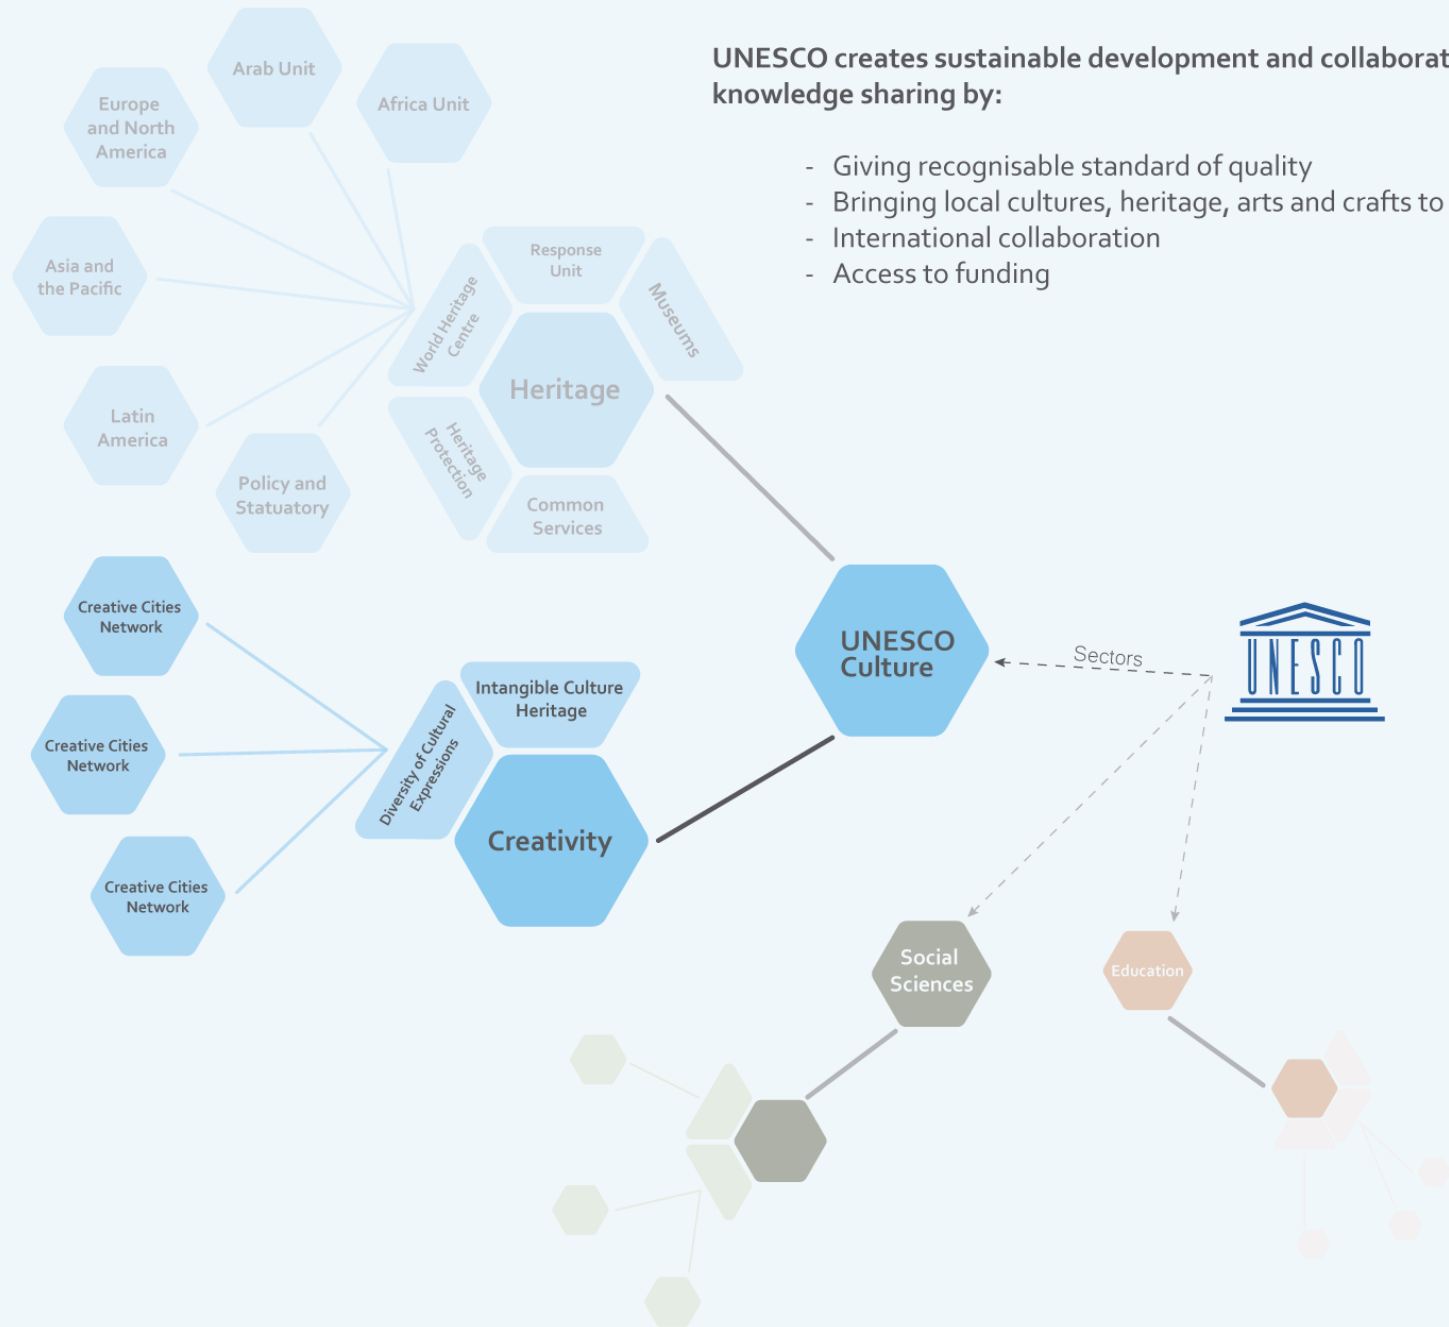 UNESCO creates sustainable development and collaborat
knowledge sharing by:
- Giving recognisable standard of quality
- Bringing local cultures, heritage, arts and crafts to
- International collaboration
- Access to funding
Arab Unit
Africa Unit
Europe
and North
America
Asia and
the Pacific
Latin
America
Policy and
Statuatory
World Heritage
Centre
Response
Unit
Museums
Heritage
Heritage
Protection
Common
Services
Creative Cities
Network
Creative Cities
Network
Creative Cities
Network
Diversity of Cultural
Expressions
Intangible Culture
Heritage
Creativity
UNESCO
Culture
Sectors
UNESCO
Social
Sciences
Education